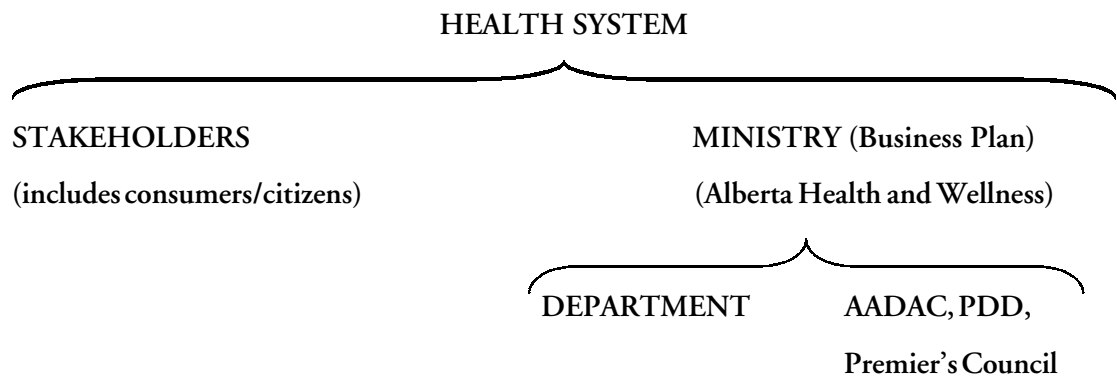 HEALTH SYSTEM
STAKEHOLDERS
(includes consumers/citizens)
MINISTRY (Business Plan)
(Alberta Health and Wellness)
DEPARTMENT
AADAC, PDD,
Premier’s Council